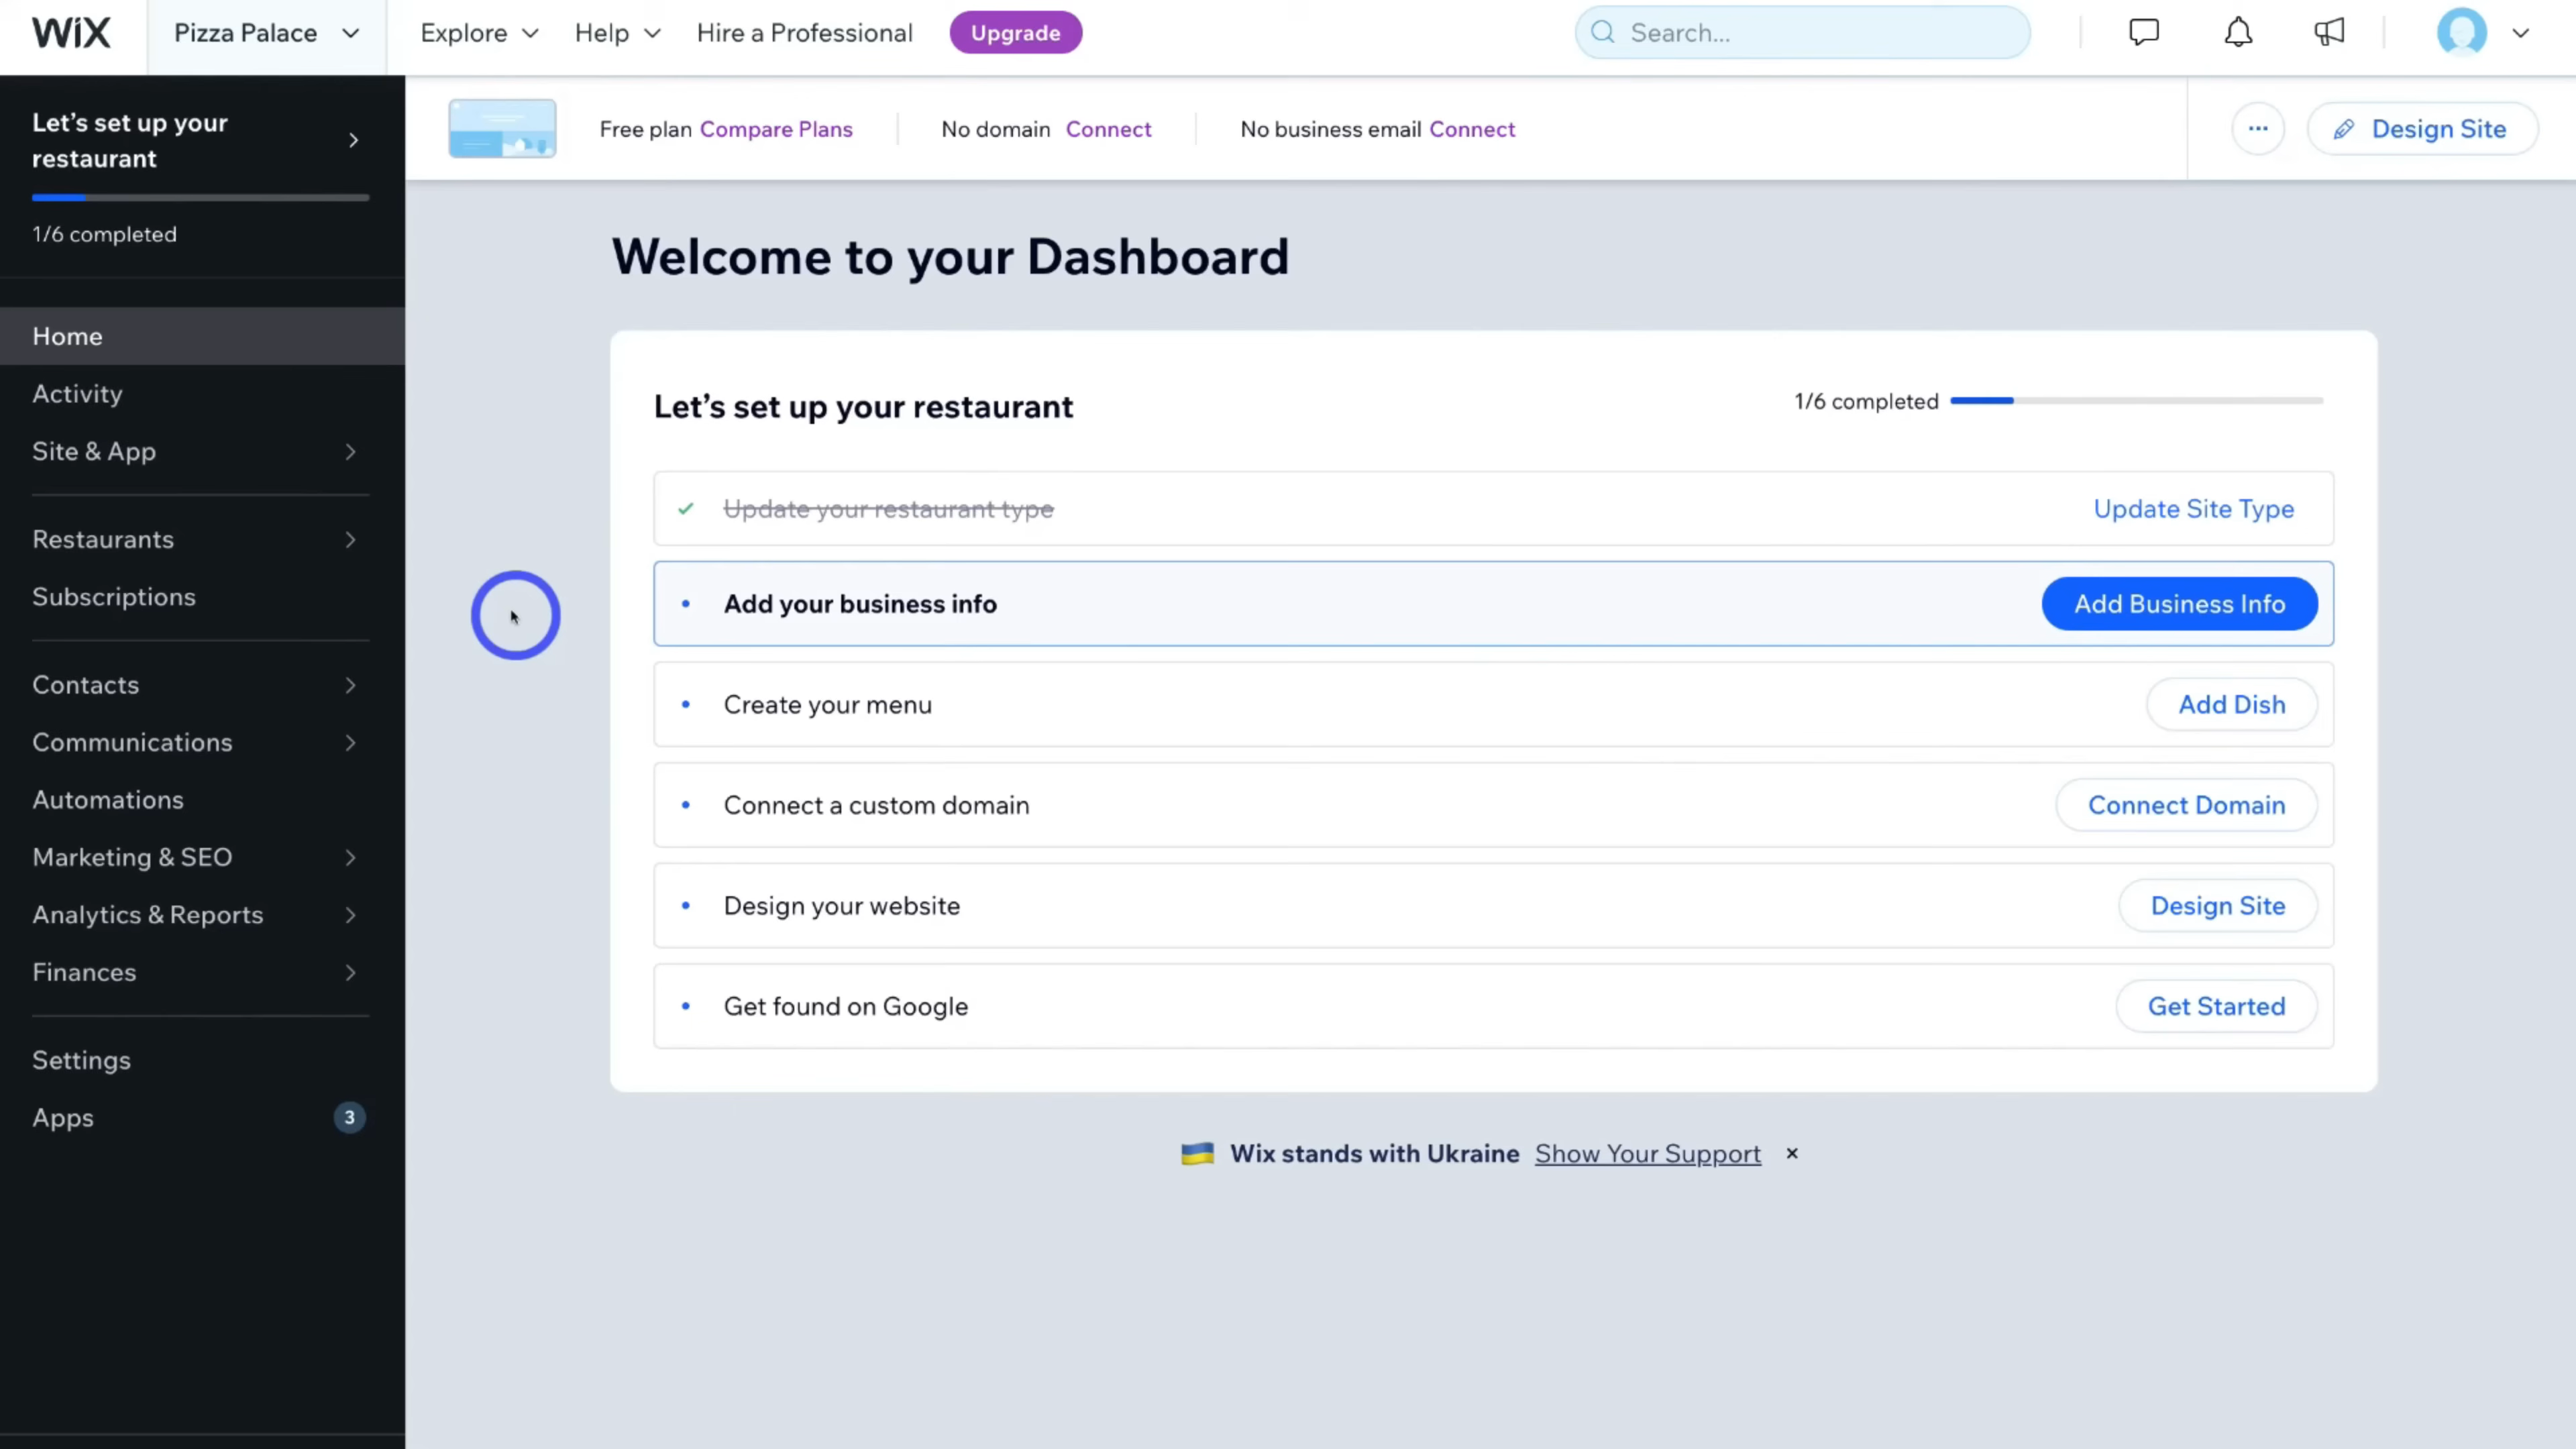 WiX
Pizza Palace
Explore
Help
Hire a Professional
Upgrade
Search...
Let's set up your
restaurant
1/6 completed
Home
Activity
Site & App
Restaurants
Subscriptions
Contacts
Communications
Automations
Marketing & SEO
Analytics & Reports
Finances
Settings
Apps 3
Free plan Compare Plans
No domain Connect
No business email Connect
Design Site
Welcome to your Dashboard
Let's set up your restaurant
1/6 completed
Update your restaurant type
Update Site Type
Add your business info
Add Business Info
Create your menu
Add Dish
Connect a custom domain
Connect Domain
Design your website
Design Site
Get found on Google
Get Started
Wix stands with Ukraine Show Your Support